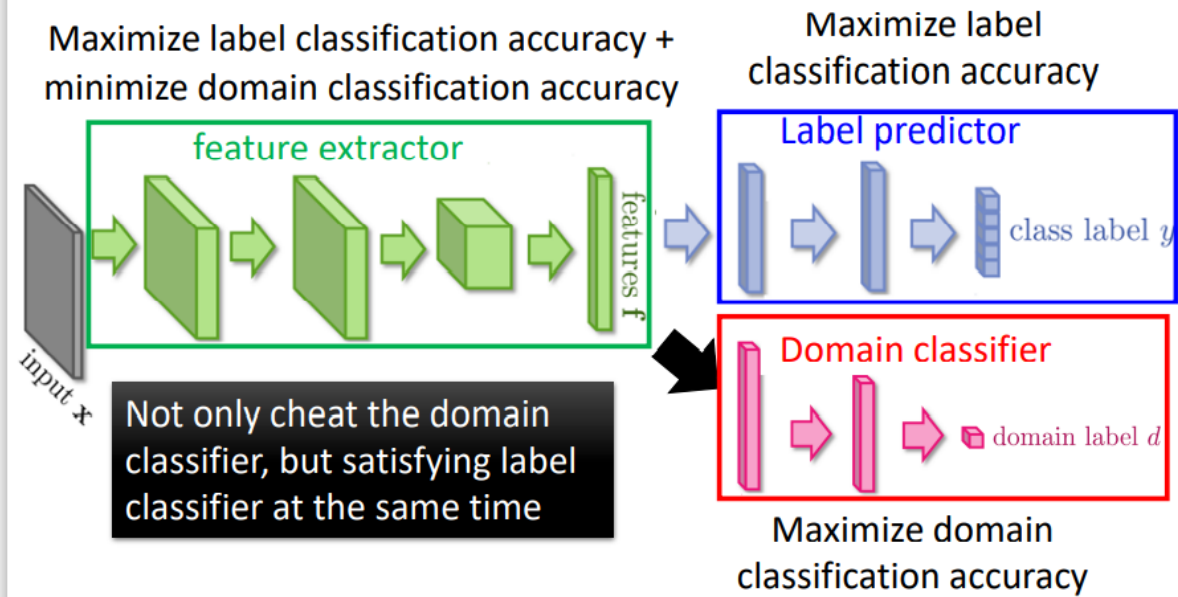 Maximize label classification accuracy +
minimize domain classification accuracy
Maximize label
classification accuracy
feature extractor
input x
features f
Label predictor
class label y
Domain classifier
domain label d
Not only cheat the domain
classifier, but satisfying label
classifier at the same time
Maximize domain
classification accuracy